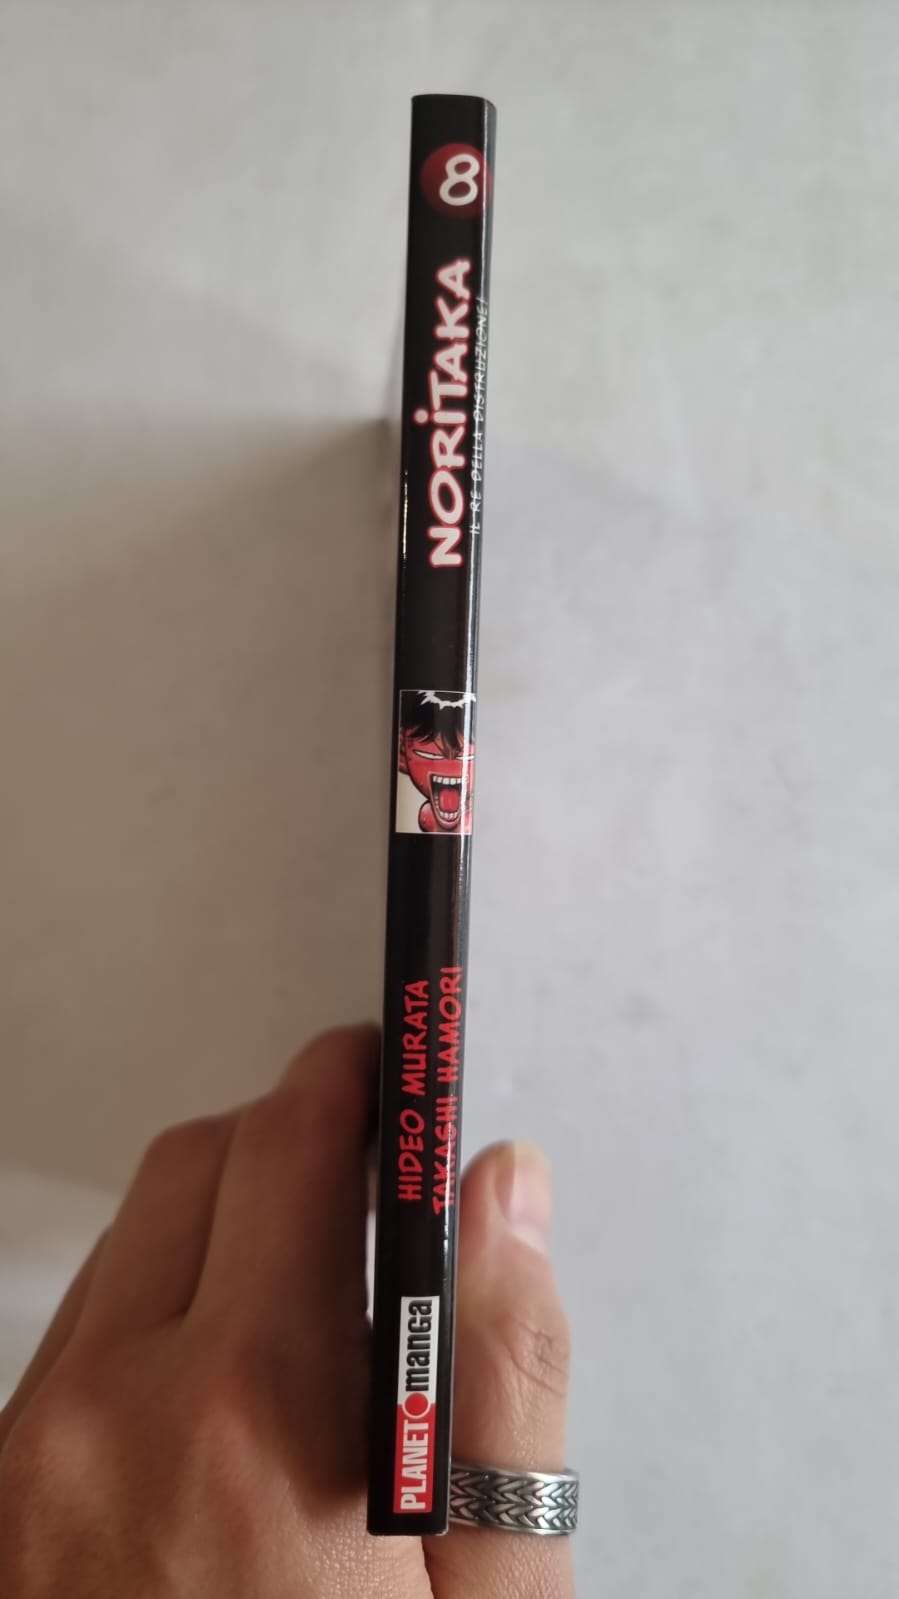 8
NORiTAKA
IL RE DELLA DISTRUZIONE!
HIDEO MURATA
TAKASHI HAMORI
PLANET manGa